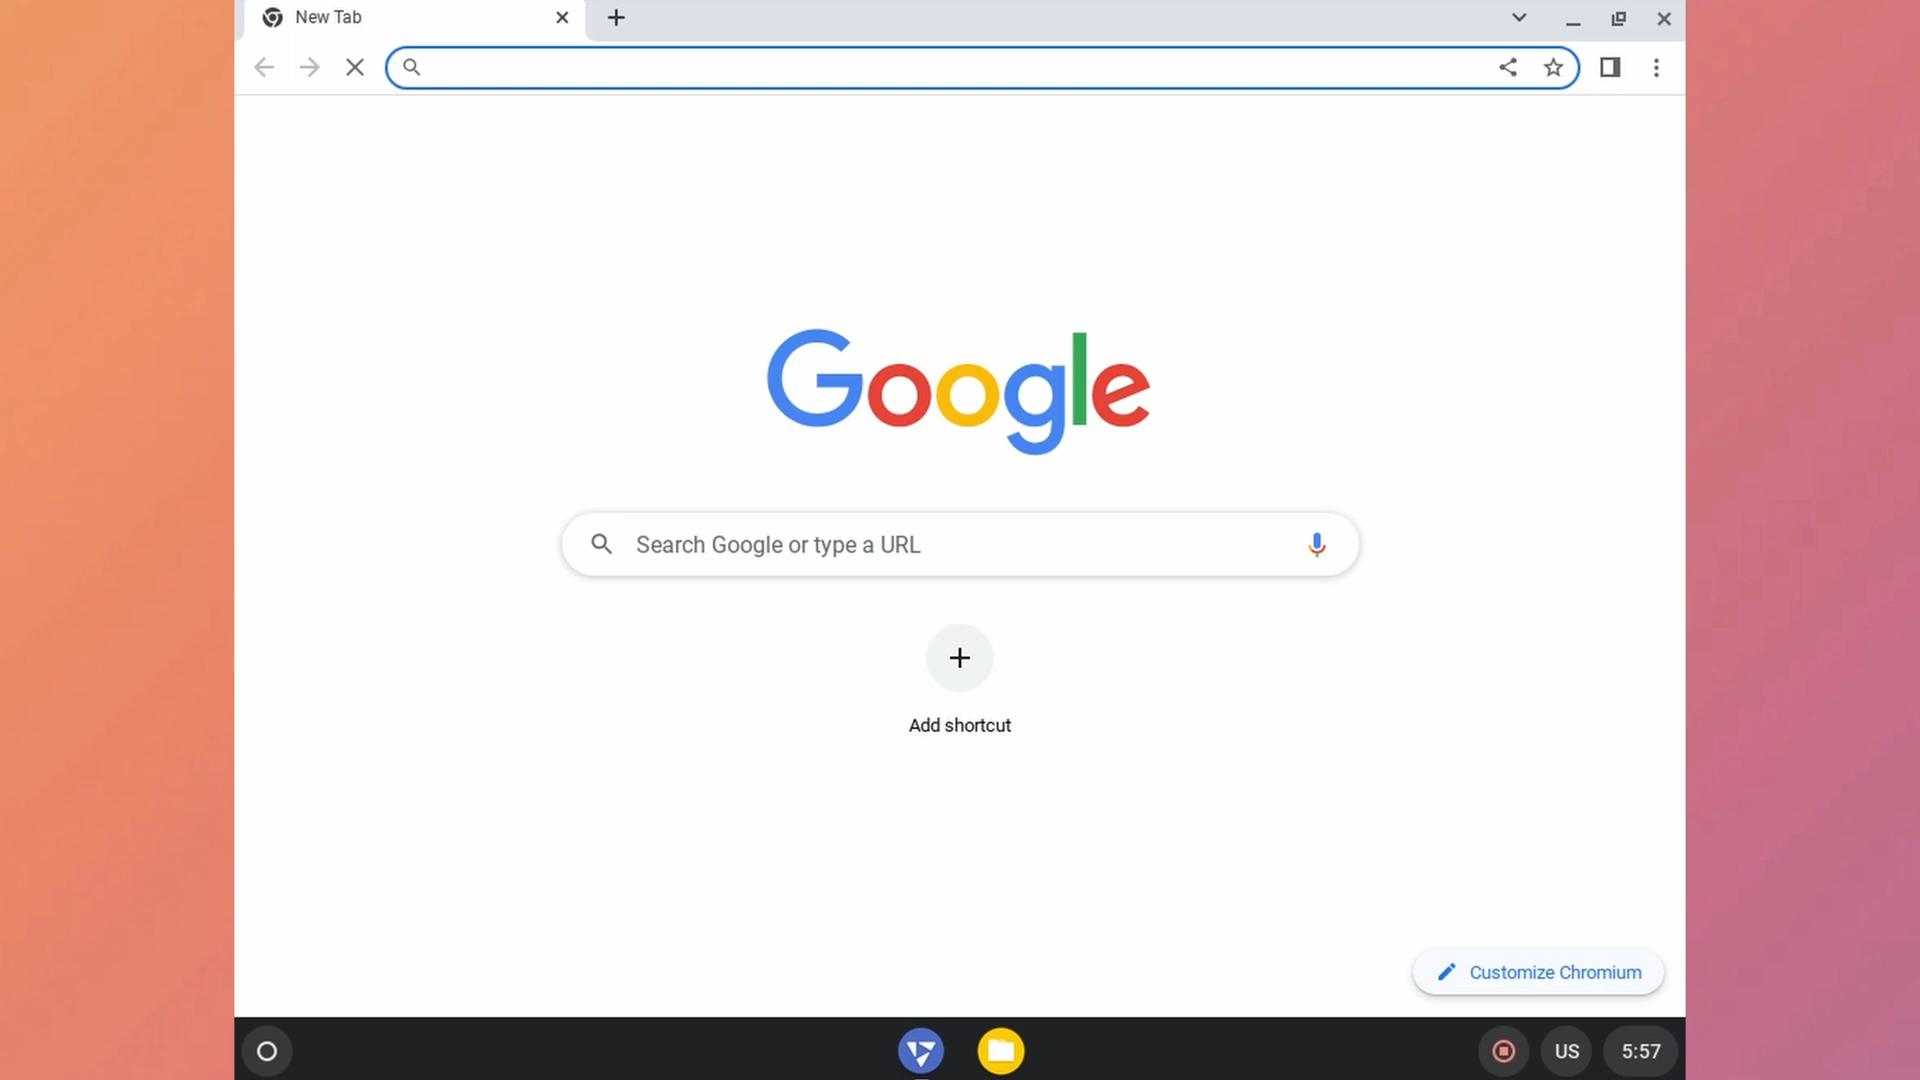 New Tab
Google
Search Google or type a URL
Add shortcut
Customize Chromium
US
5:57